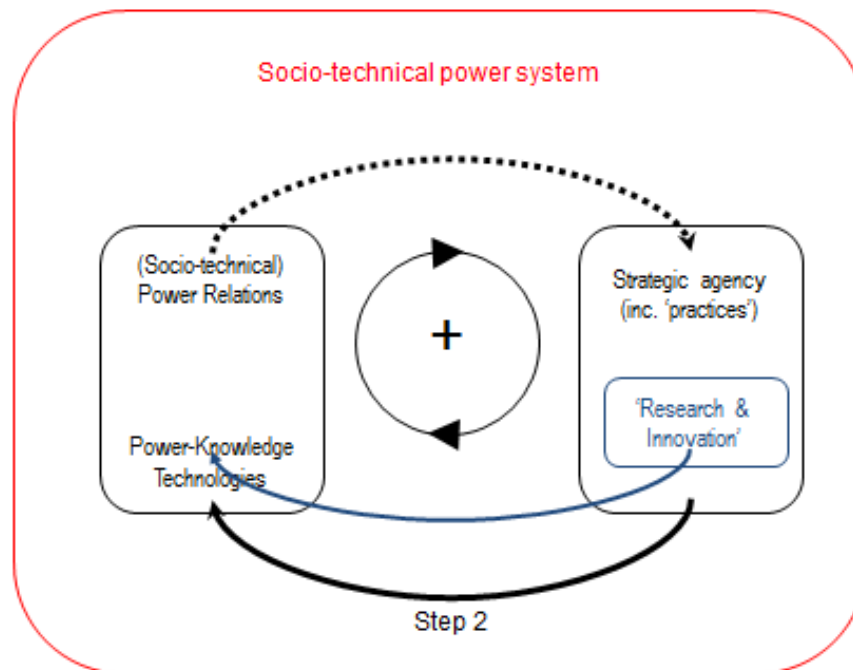 Socio-technical power system
(Socio-technical)
Power Relations
Strategic agency
(inc. ‘practices’)
+
‘Research &
Innovation’
Power-Knowledge
Technologies
Step 2